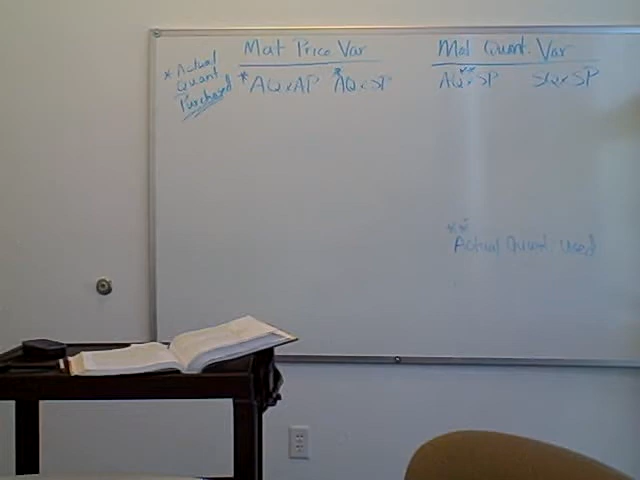 * Actual
Quant
Purchased
Mat Price Var
* AQ x AP * AQ x SP
Mat Quant. Var
AQ** x SP SQ x SP
**
Actual Quant used